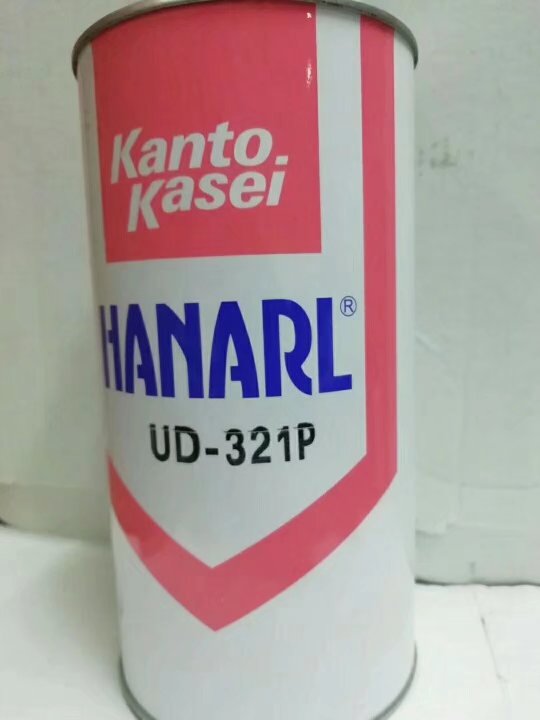 Kanto
Kasei
HANARL®
UD-321P